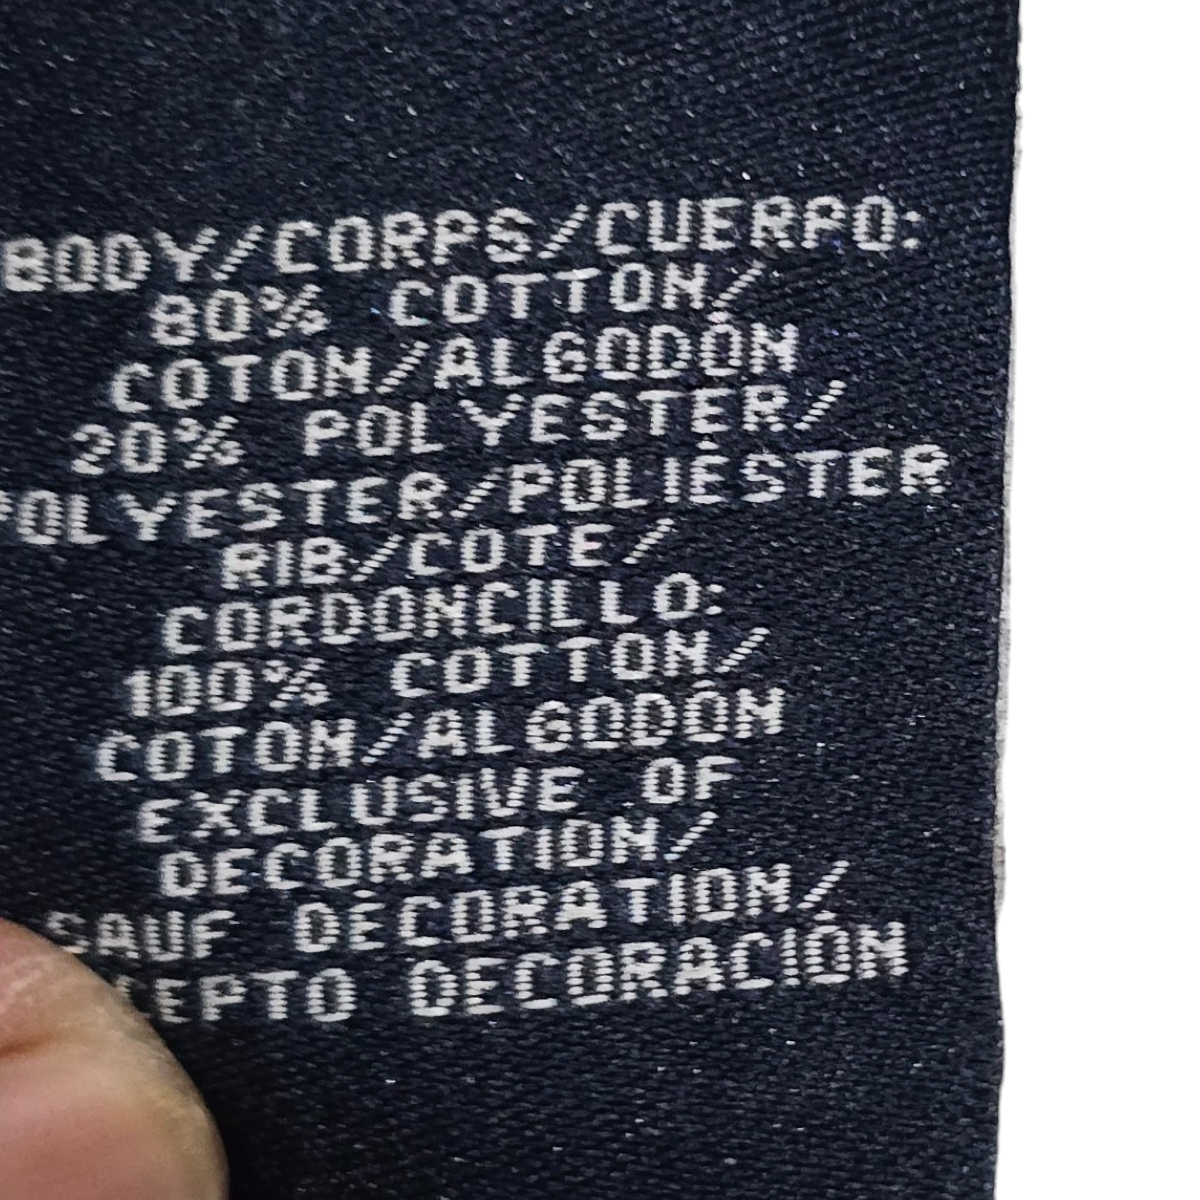 BODY/CORPS/CUERPO:
80% COTTON/
COTON/ALGODÓN
20% POLYESTER/
POLYESTER/POLIÉSTER
RIB/COTE/
CORDONCILLO:
100% COTTON/
COTON/ALGODÓN
EXCLUSIVE OF
DECORATION/
SAUF DÉCORATION/
DECORACIÓN